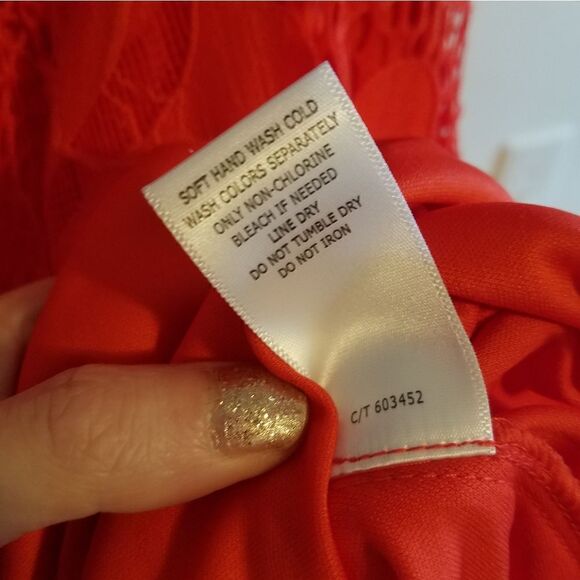 SOFT HAND WASH COLD
WASH COLORS SEPARATELY
ONLY NON-CHLORINE
BLEACH IF NEEDED
LINE DRY
DO NOT TUMBLE DRY
DO NOT IRON
C/T 603452